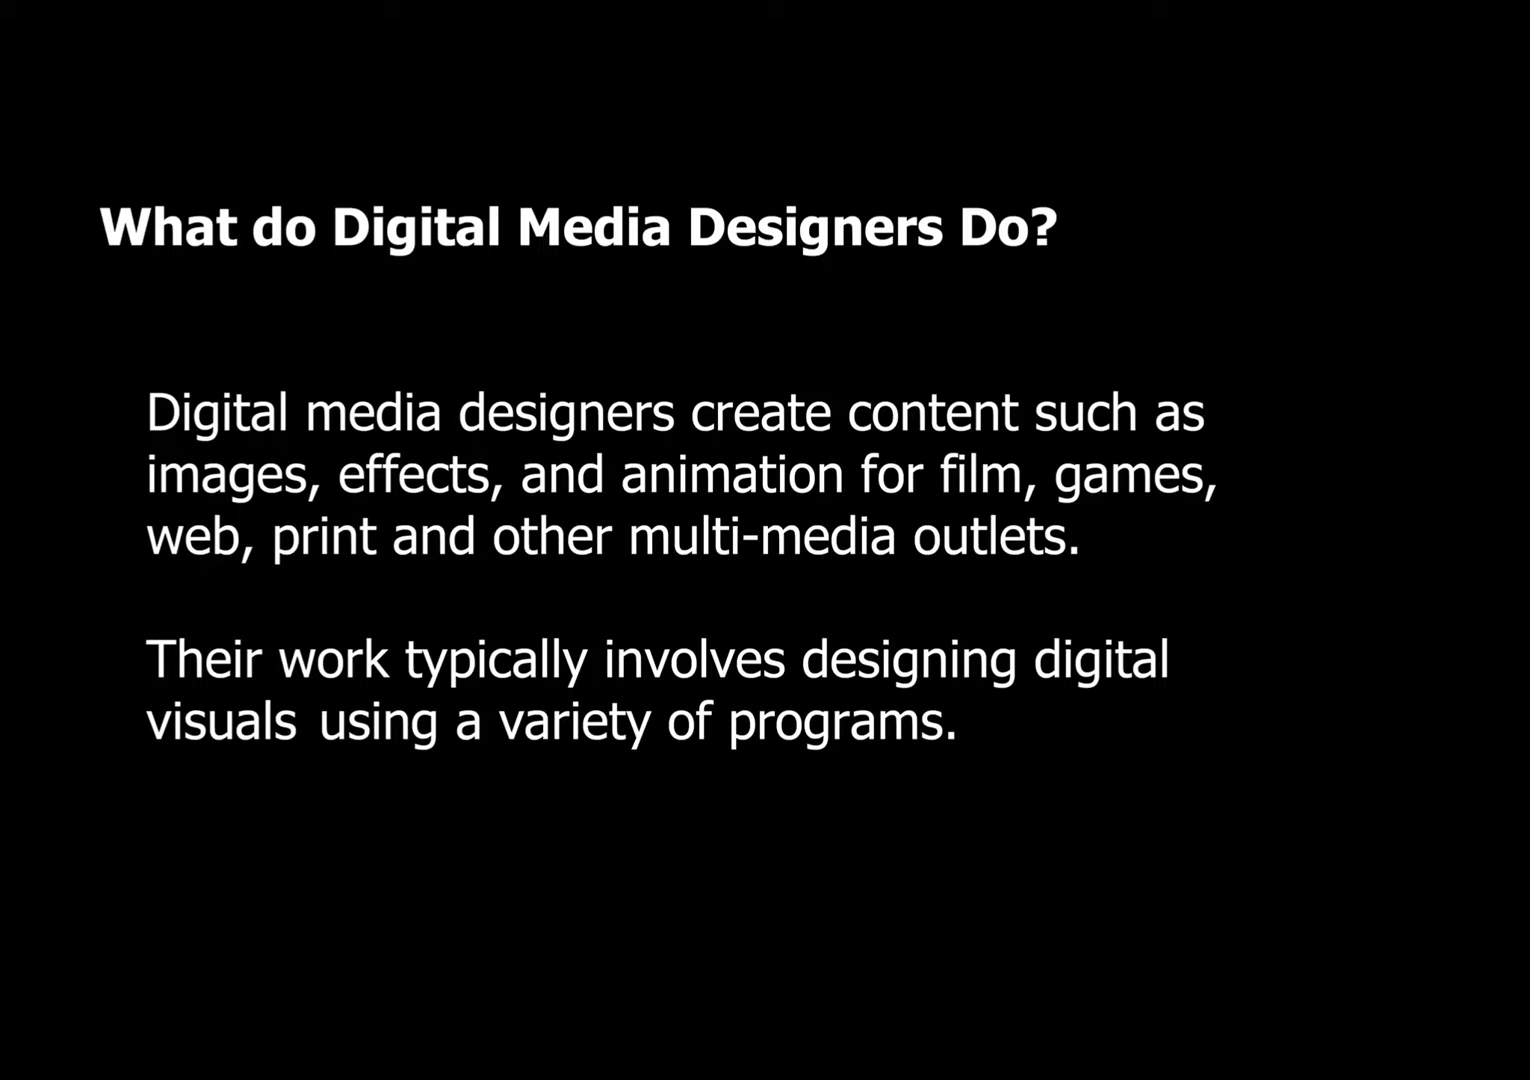 What do Digital Media Designers Do?
Digital media designers create content such as
images, effects, and animation for film, games,
web, print and other multi-media outlets.
Their work typically involves designing digital
visuals using a variety of programs.